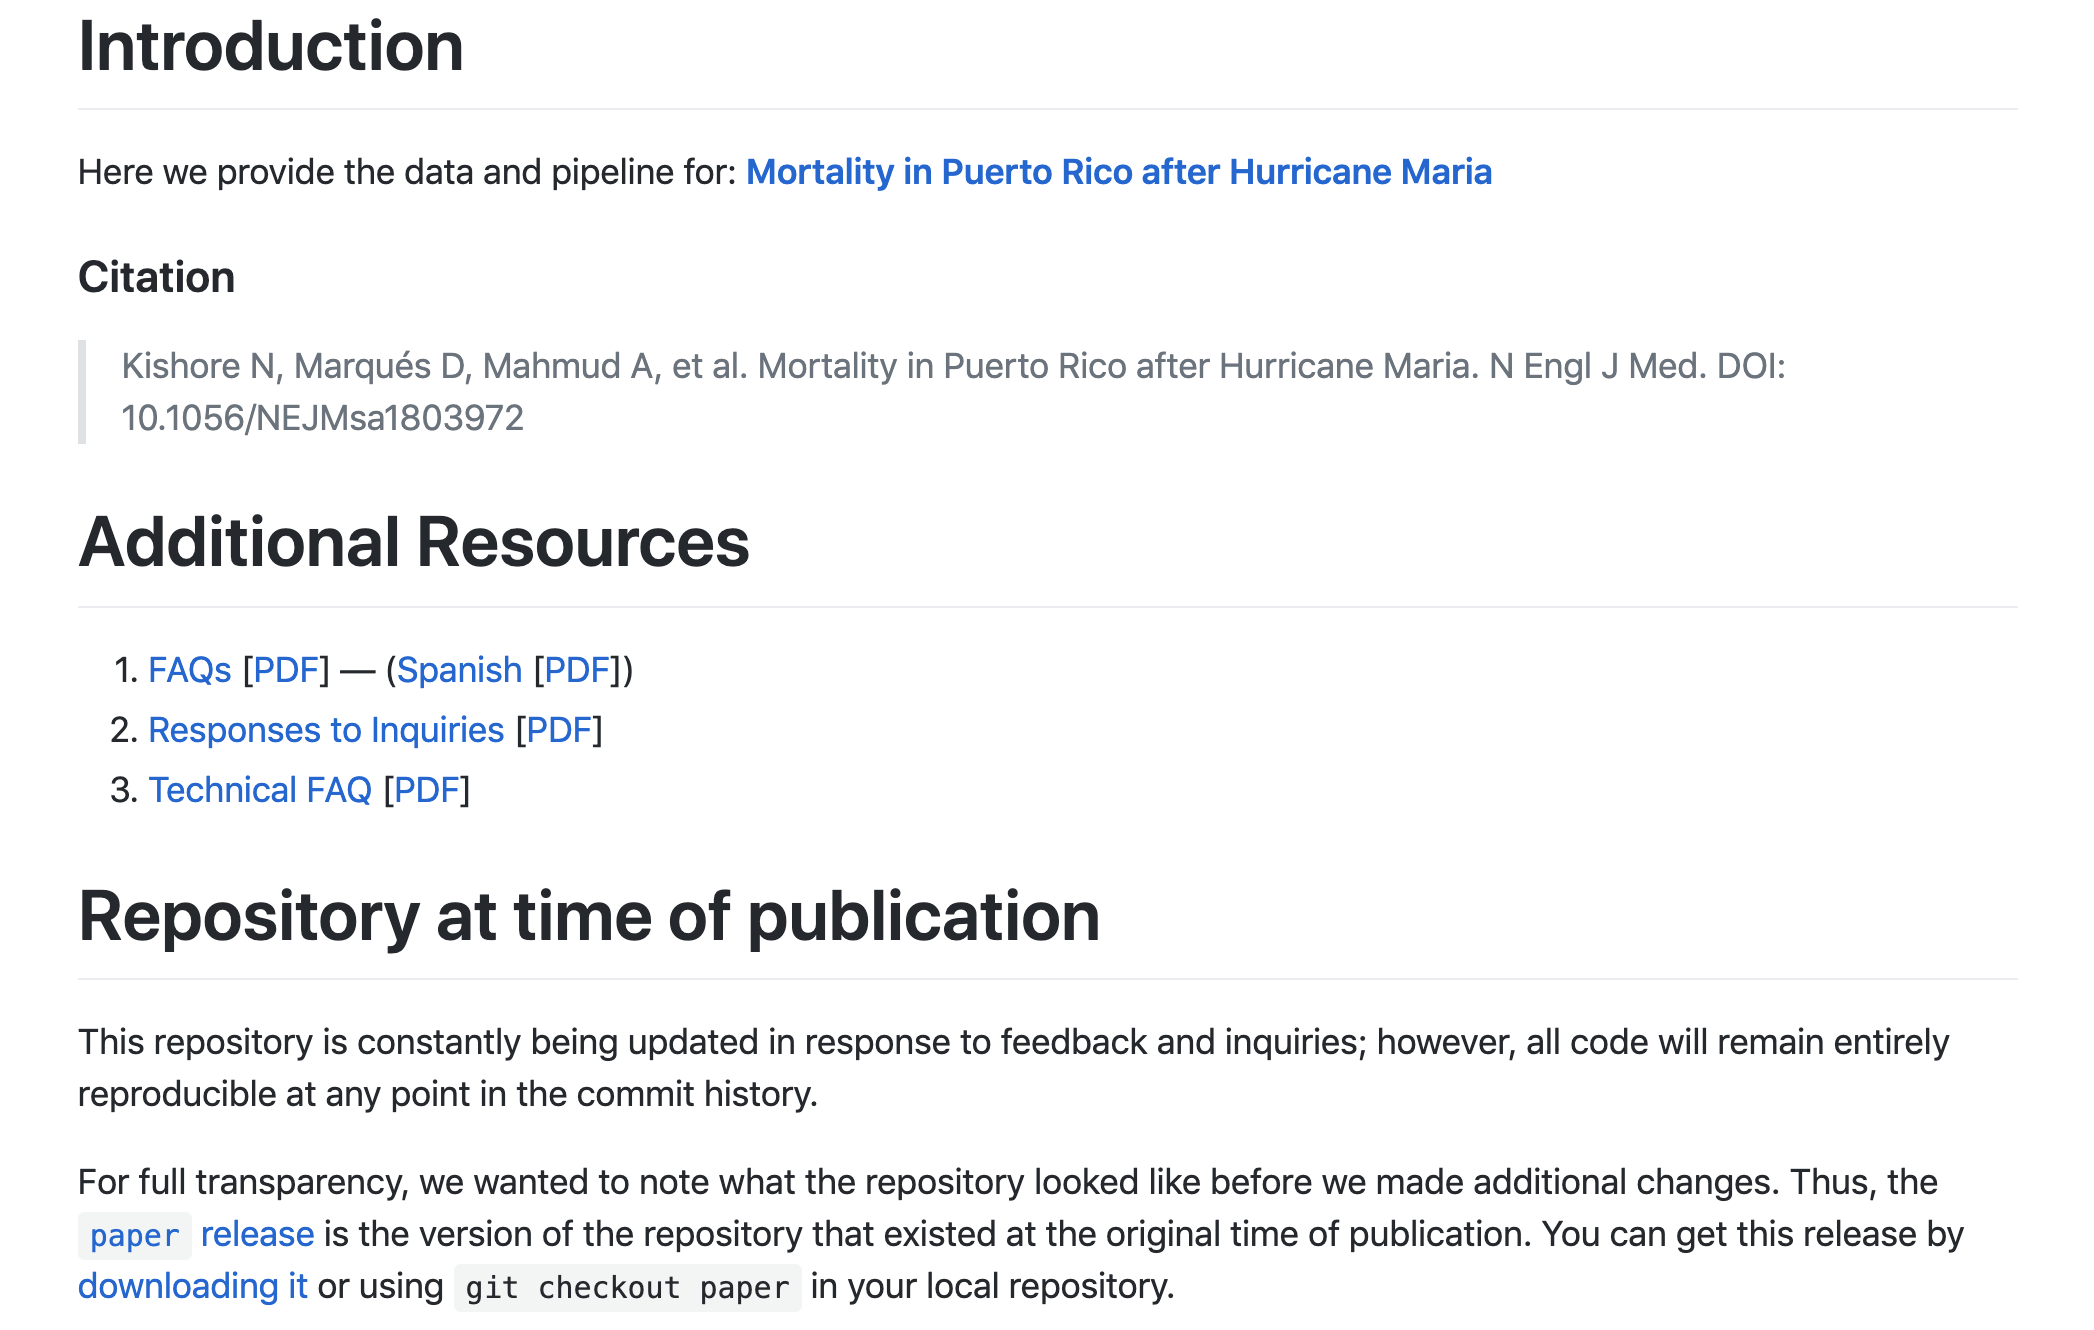 Introduction
Here we provide the data and pipeline for: Mortality in Puerto Rico after Hurricane Maria
Citation
Kishore N, Marqués D, Mahmud A, et al. Mortality in Puerto Rico after Hurricane Maria. N Engl J Med. DOI:
10.1056/NEJMsa1803972
Additional Resources
1. FAQs [PDF] — (Spanish [PDF])
2. Responses to Inquiries [PDF]
3. Technical FAQ [PDF]
Repository at time of publication
This repository is constantly being updated in response to feedback and inquiries; however, all code will remain entirely
reproducible at any point in the commit history.
For full transparency, we wanted to note what the repository looked like before we made additional changes. Thus, the
paper release is the version of the repository that existed at the original time of publication. You can get this release by
downloading it or using git checkout paper in your local repository.